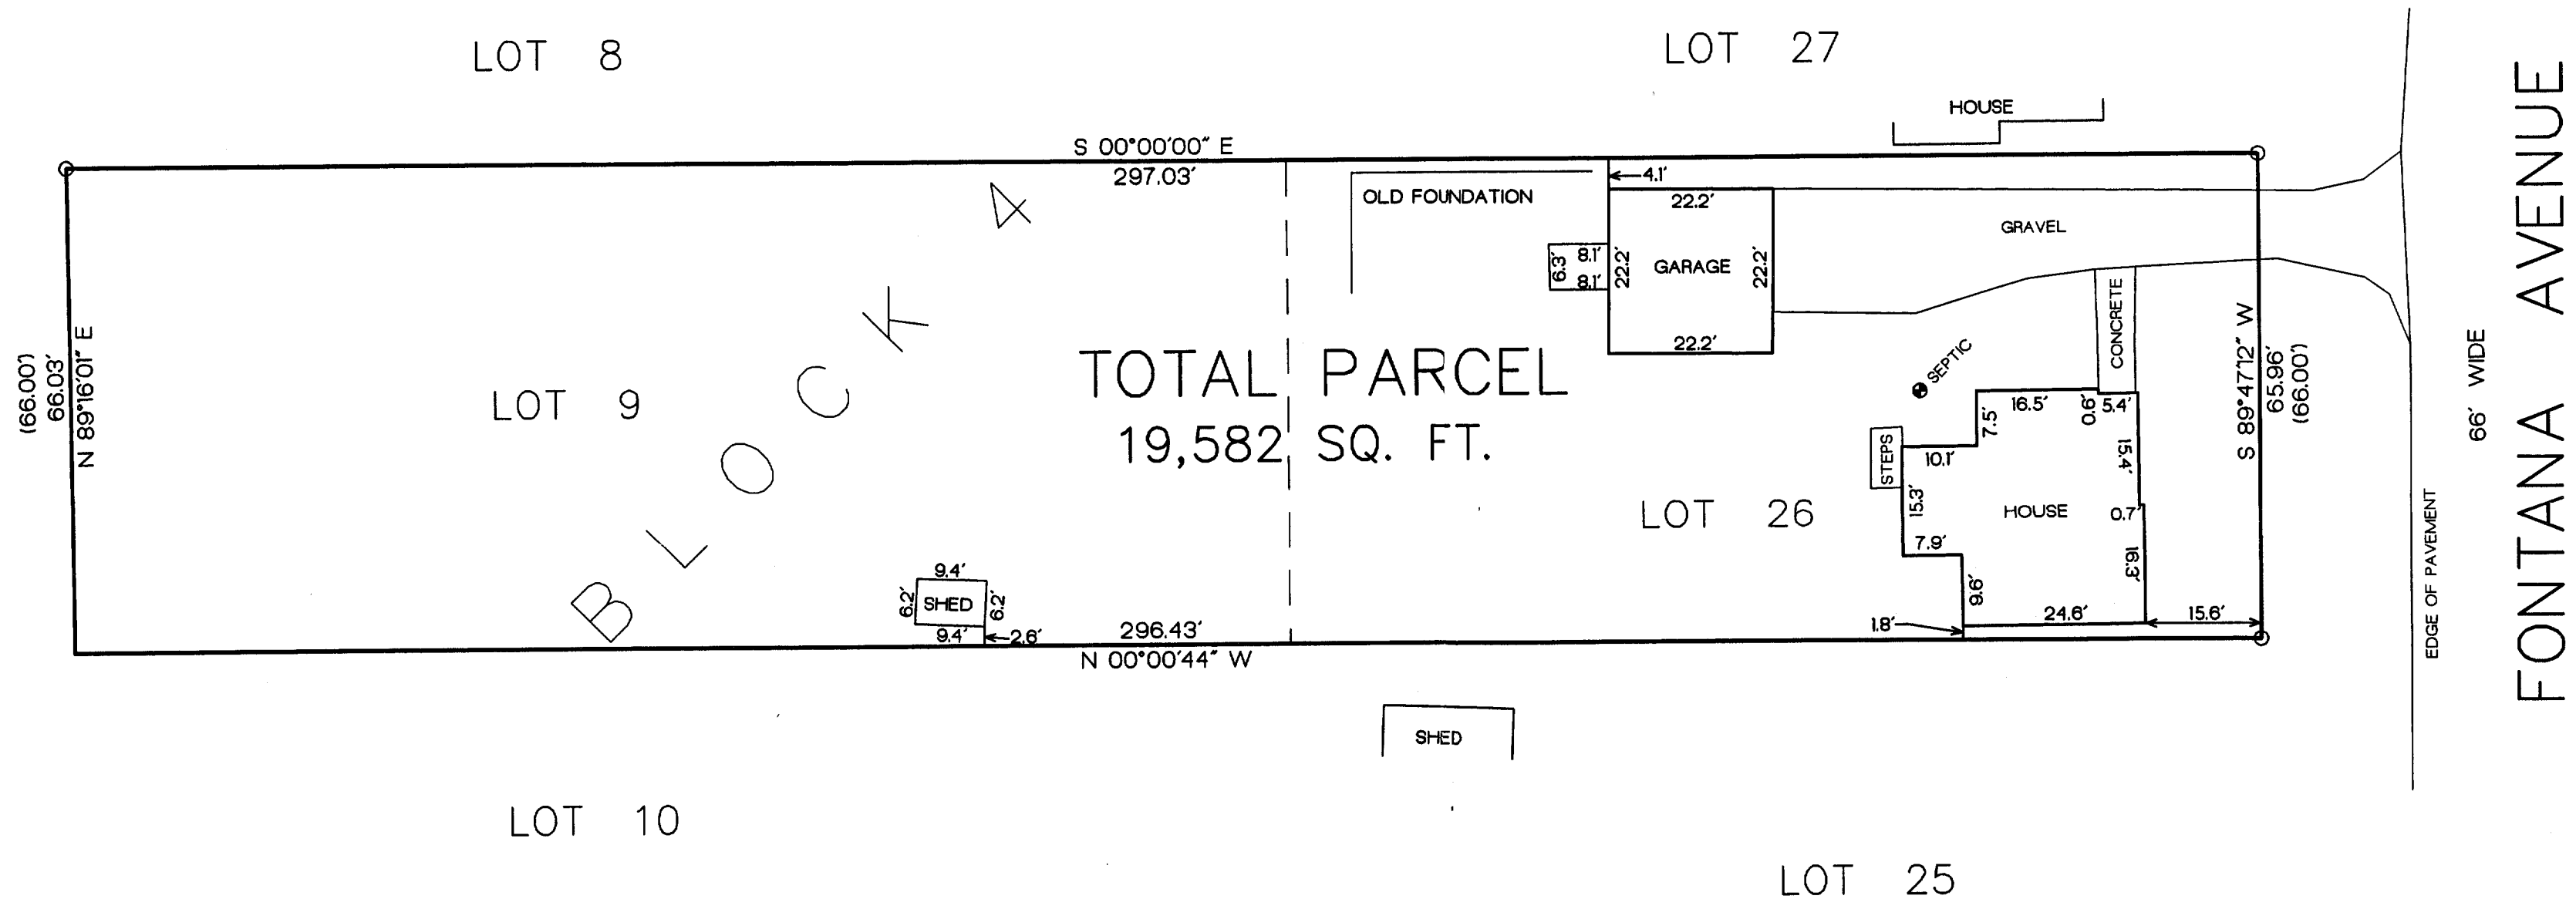 LOT 8
LOT 27
HOUSE
S 00°00'00" E
297.03'
4.1'
OLD FOUNDATION
22.2'
GRAVEL
4
K
C
O
L
B
8.1'
8.1'
6.3'
22.2'
GARAGE
22.2'
22.2'
CONCRETE
SEPTIC
(66.00')
66.03'
N 89°16'01" E
LOT 9
TOTAL PARCEL
19,582 SQ. FT.
16.5'
7.5'
0.6'
5.4'
STEPS
10.1'
15.4'
15.3'
LOT 26
HOUSE
0.7'
7.9'
9.6'
16.3'
24.6'
15.6'
1.8'
S 89°47'12" W
65.96'
(66.00')
EDGE OF PAVEMENT
66' WIDE
FONTANA AVENUE
9.4'
6.2'
SHED
6.2'
9.4'
2.6'
296.43'
N 00°00'44" W
SHED
LOT 10
LOT 25